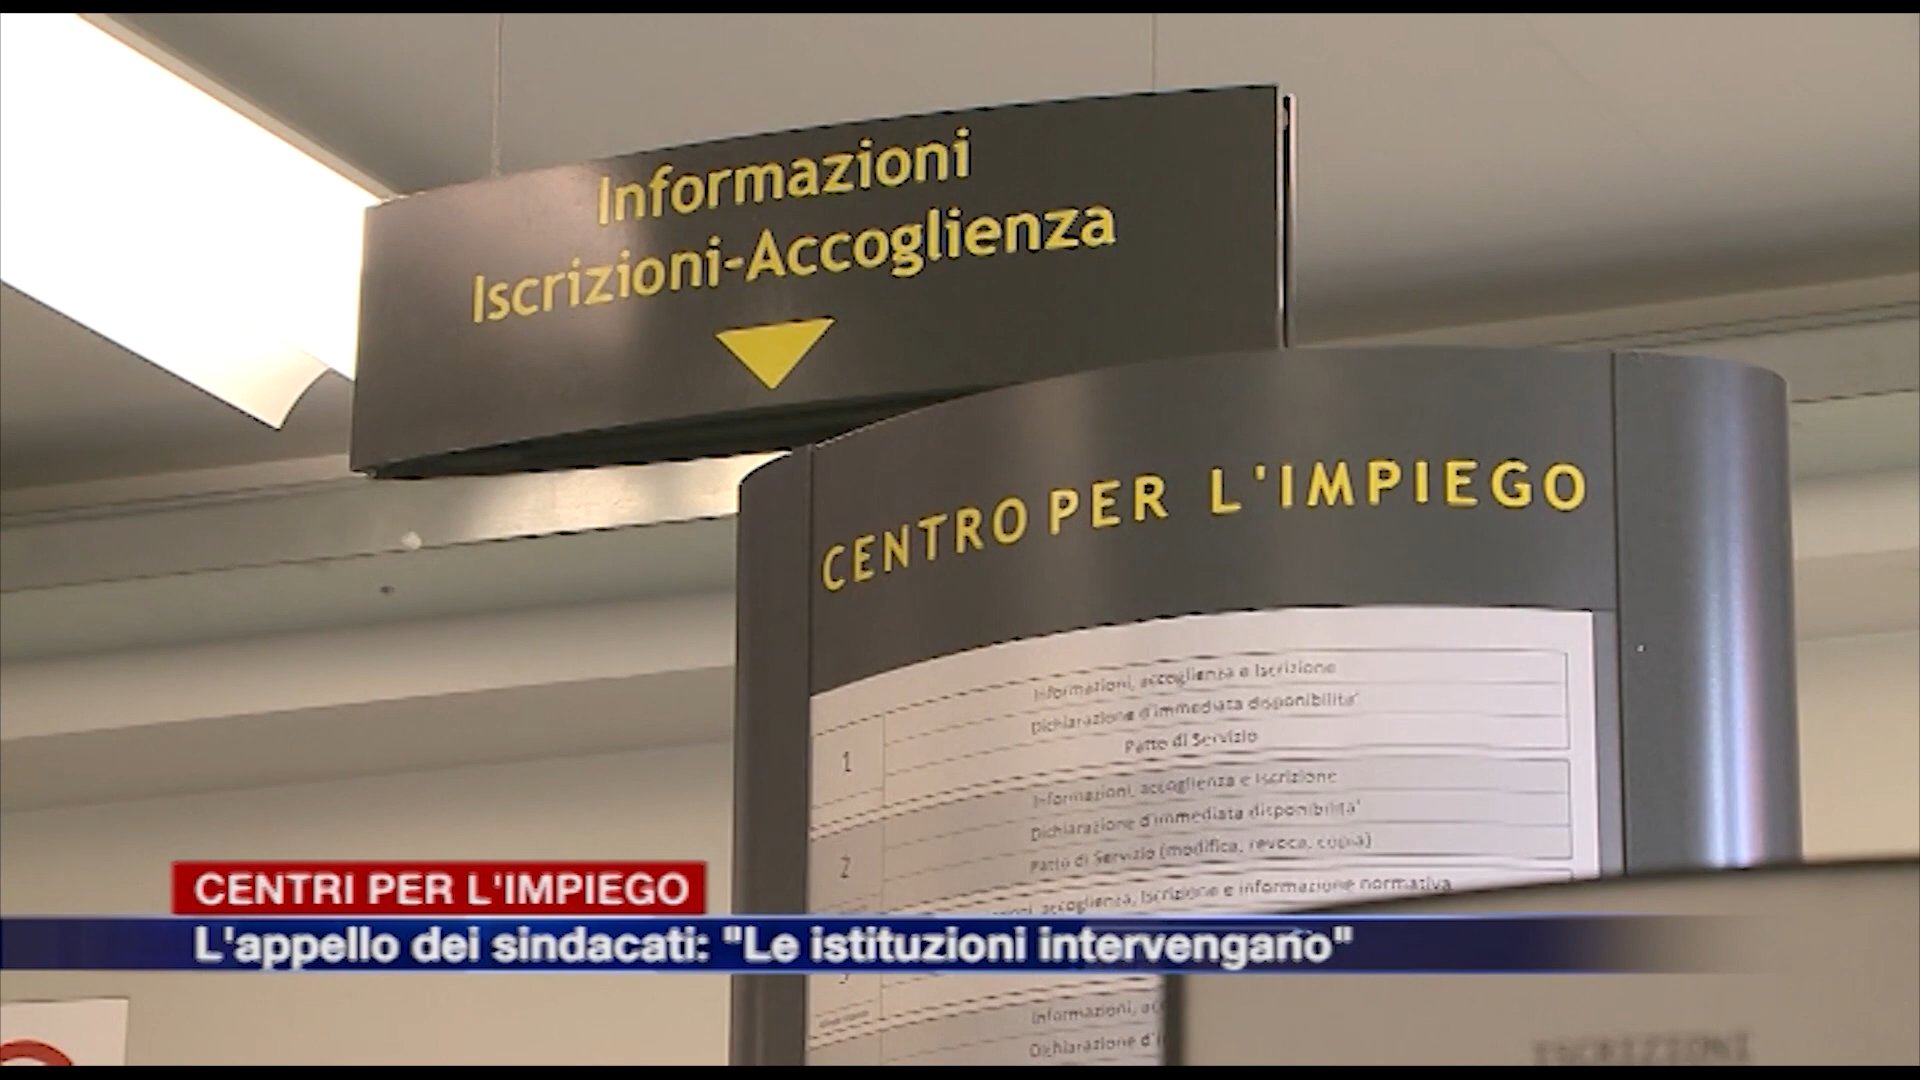 Informazioni
Iscrizioni-Accoglienza
CENTRO PER L'IMPIEGO
Informazioni, accoglienza e Iscrizione
Dichiarazione d'immediata disponibilita'
1
Patto di Servizio
Informazioni, accoglienza e Iscrizione
Dichiarazione d'immediata disponibilita'
2
Patto di Servizio (modifica, revoca, copia)
accoglienza, Iscrizione e informazione normativa
CENTRI PER L'IMPIEGO
L'appello dei sindacati: "Le istituzioni intervengano"
Informazioni,
ISCRIZIONI